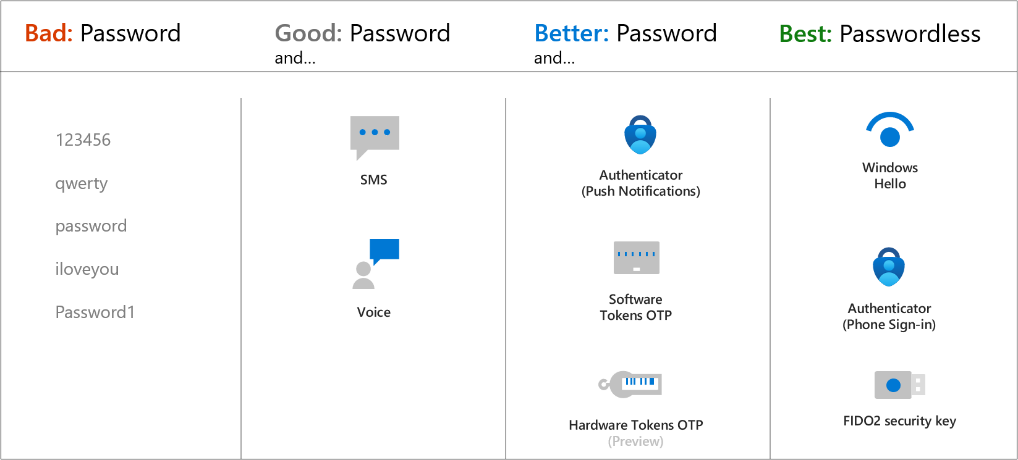 Bad: Password
123456
qwerty
password
iloveyou
Password1
Good: Password
and...
SMS
Voice
Better: Password
and...
Authenticator
(Push Notifications)
Software
Tokens OTP
Hardware Tokens OTP
(Preview)
Best: Passwordless
Windows
Hello
Authenticator
(Phone Sign-in)
FIDO2 security key